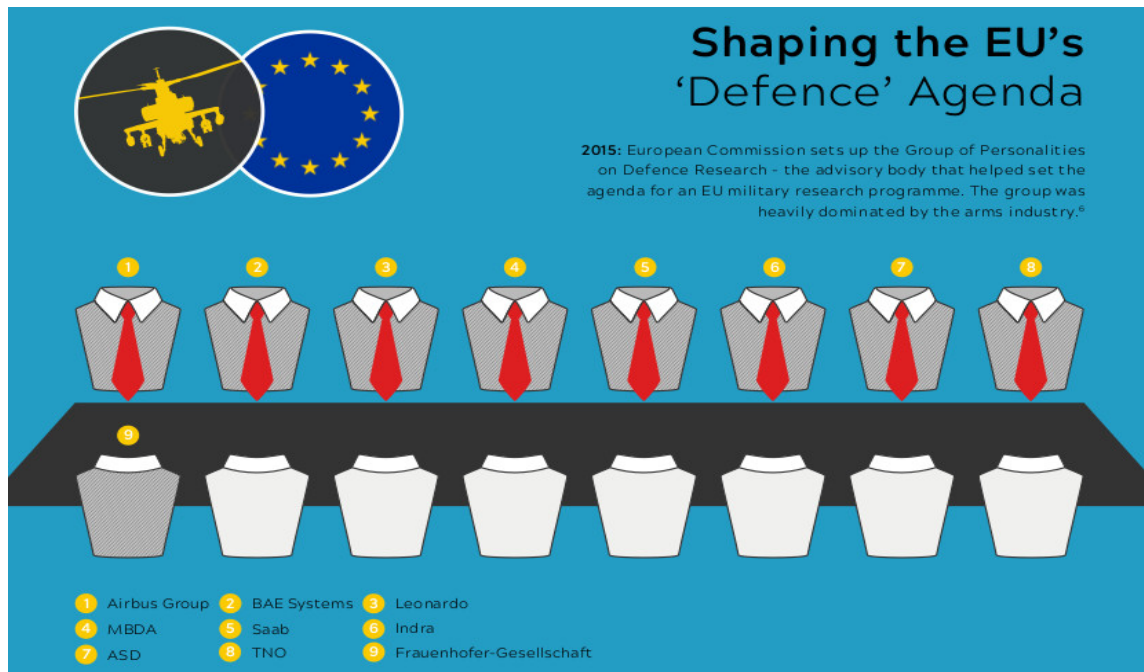 Shaping the EU's
‘Defence’ Agenda
2015: European Commission sets up the Group of Personalities
on Defence Research - the advisory body that helped set the
agenda for an EU military research programme. The group was
heavily dominated by the arms industry.⁶
1 2 3 4 5 6 7 8
9
1 Airbus Group 2 BAE Systems 3 Leonardo
4 MBDA 5 Saab 6 Indra
7 ASD 8 TNO 9 Frauenhofer-Gesellschaft